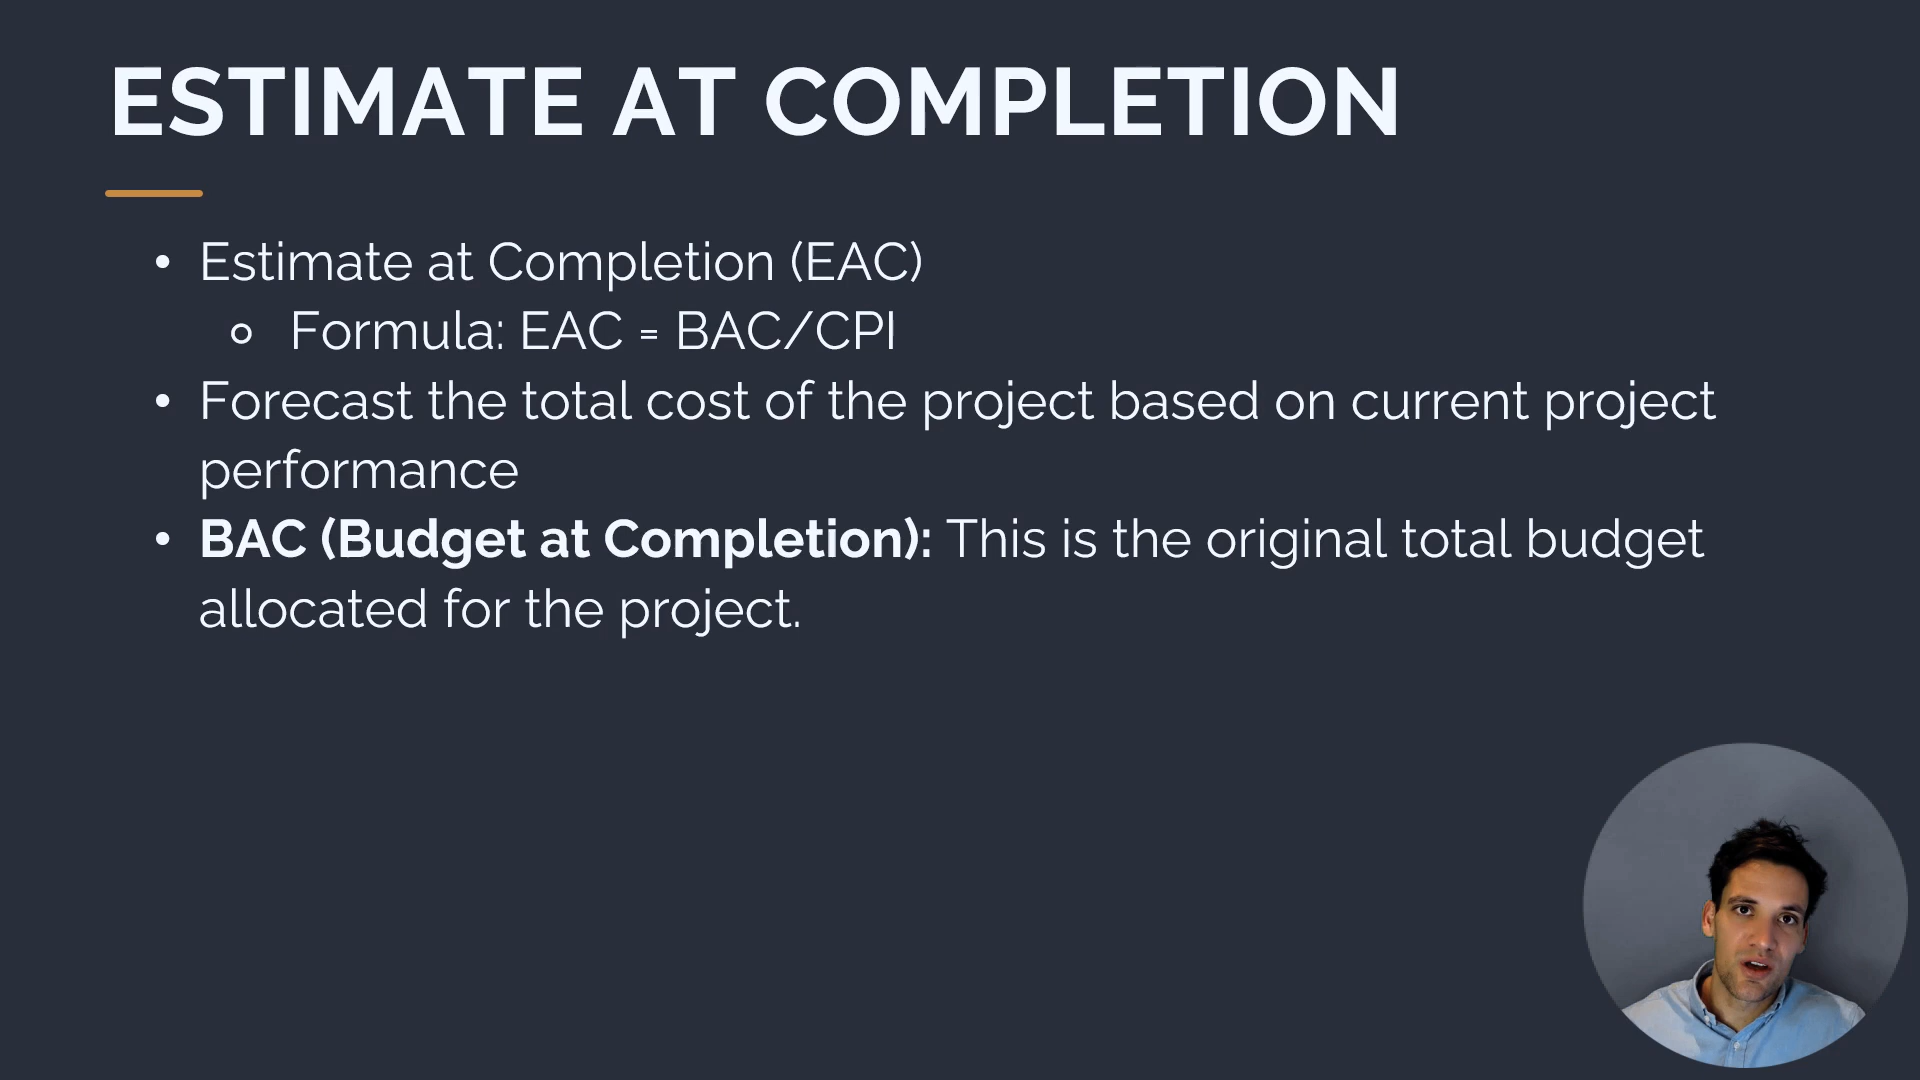 ESTIMATE AT COMPLETION
• Estimate at Completion (EAC)
○ Formula: EAC = BAC/CPI
• Forecast the total cost of the project based on current project
performance
• BAC (Budget at Completion): This is the original total budget
allocated for the project.